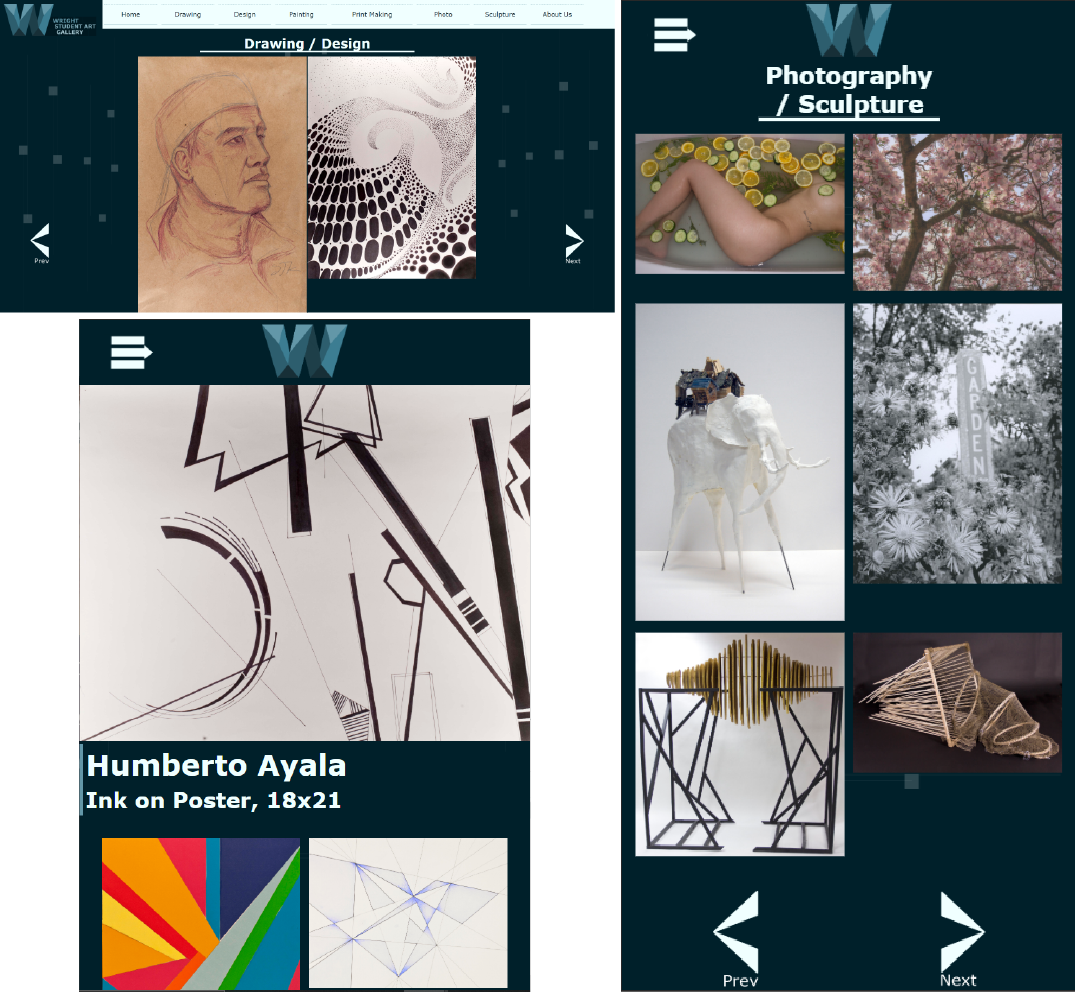 WRIGHT
STUDENT ART
GALLERY
Home Drawing Design Painting Print Making Photo Sculpture About Us
Drawing / Design
Prev
Next
Humberto Ayala
Ink on Poster, 18x21
Photography
/ Sculpture
GARDEN
Prev
Next